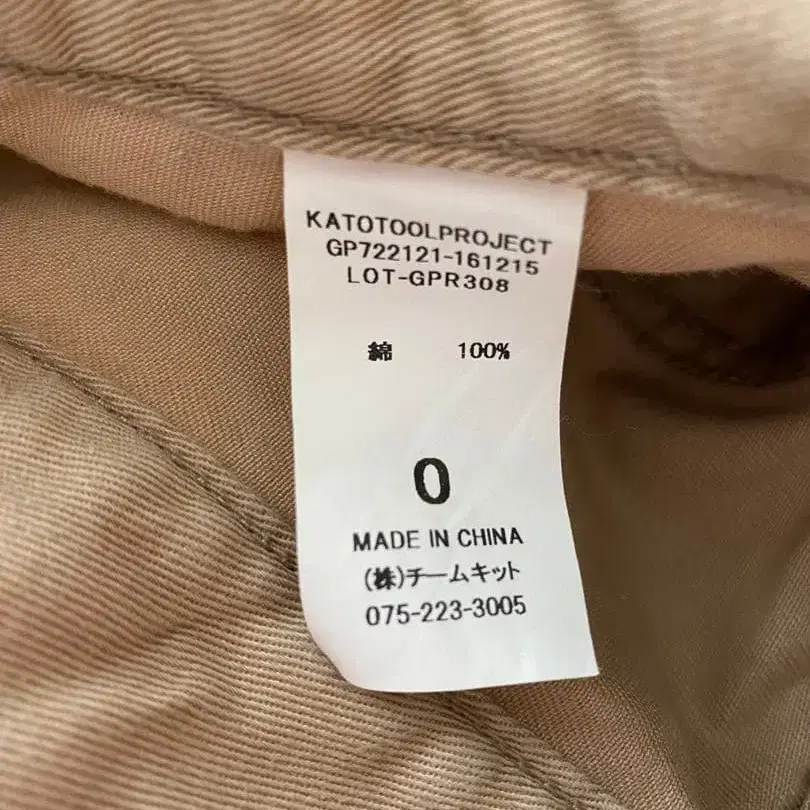 KATOTOOLPROJECT
GP722121-161215
LOT-GPR308
綿 100%
0
MADE IN CHINA
(株)チームキット
075-223-3005